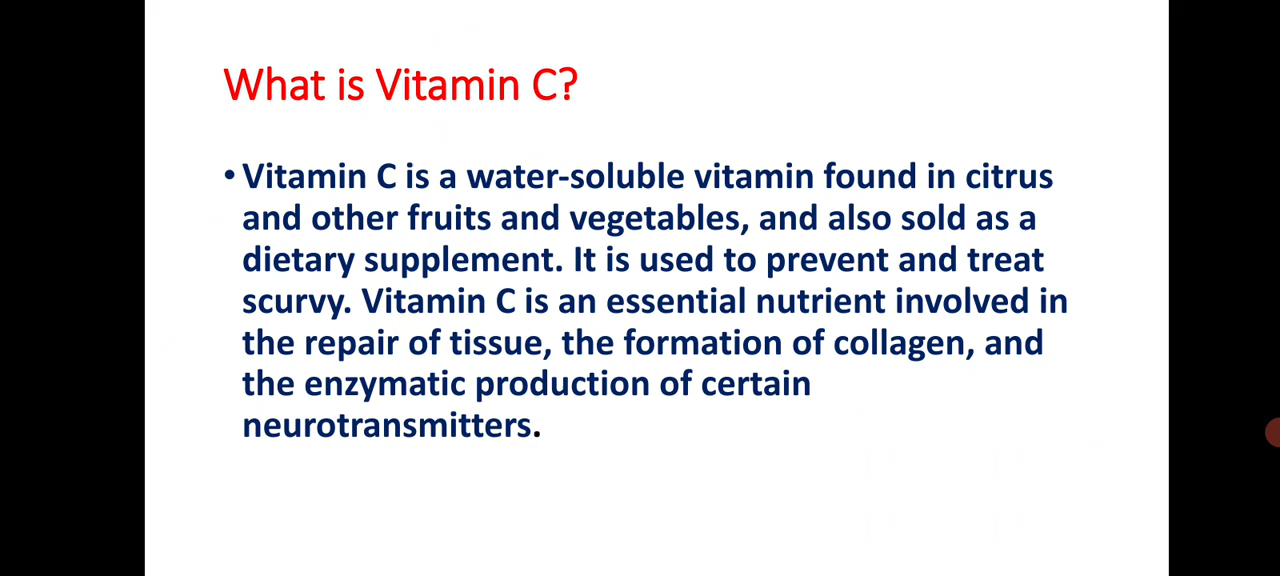 What is Vitamin C?
• Vitamin C is a water-soluble vitamin found in citrus
and other fruits and vegetables, and also sold as a
dietary supplement. It is used to prevent and treat
scurvy. Vitamin C is an essential nutrient involved in
the repair of tissue, the formation of collagen, and
the enzymatic production of certain
neurotransmitters.